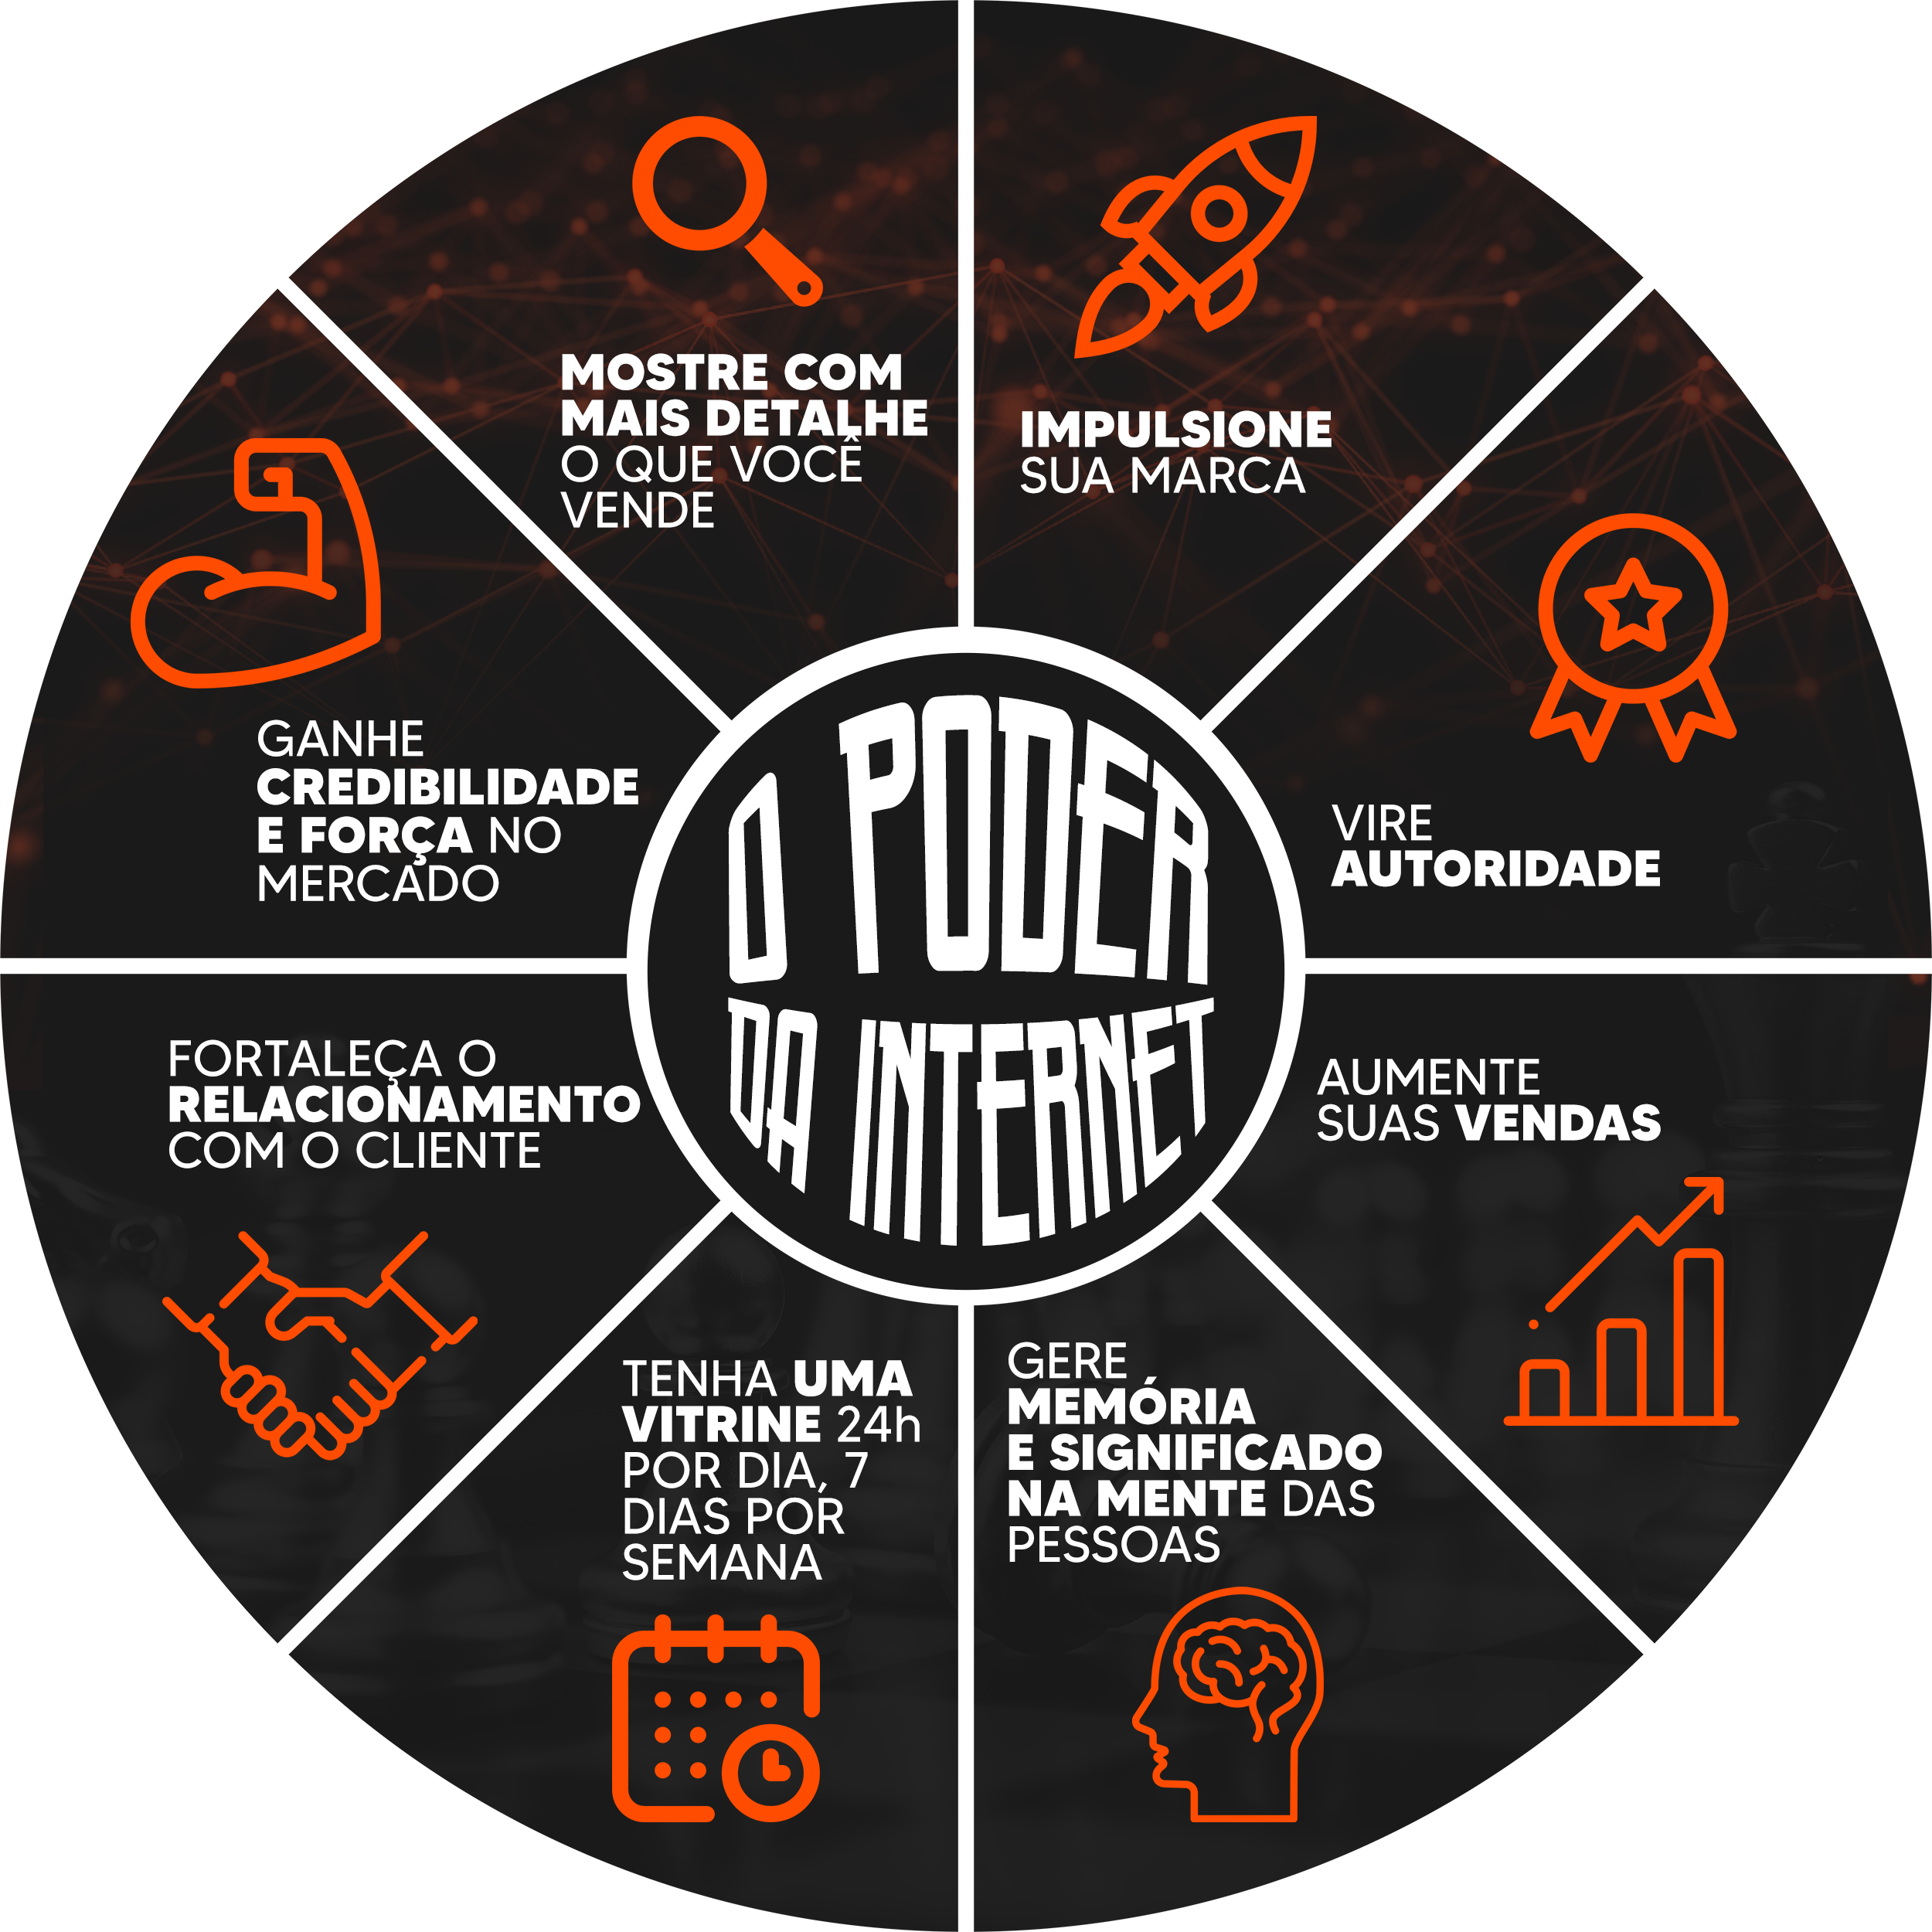 MOSTRE COM
MAIS DETALHE
O QUE VOCÊ
VENDE
IMPULSIONE
SUA MARCA
GANHE
CREDIBILIDADE
E FORÇA NO
MERCADO
VIRE
AUTORIDADE
O PODER
DA INTERNET
FORTALEÇA O
RELACIONAMENTO
COM O CLIENTE
AUMENTE
SUAS VENDAS
TENHA UMA
VITRINE 24h
POR DIA, 7
DIAS POR
SEMANA
GERE
MEMÓRIA
E SIGNIFICADO
NA MENTE DAS
PESSOAS